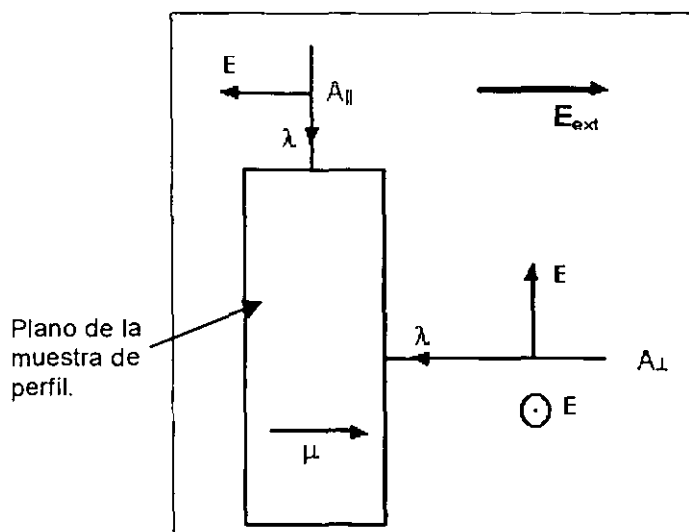 E
A||
E_ext
λ
E
Plano de la
muestra de
perfil.
λ
A⊥
E
μ